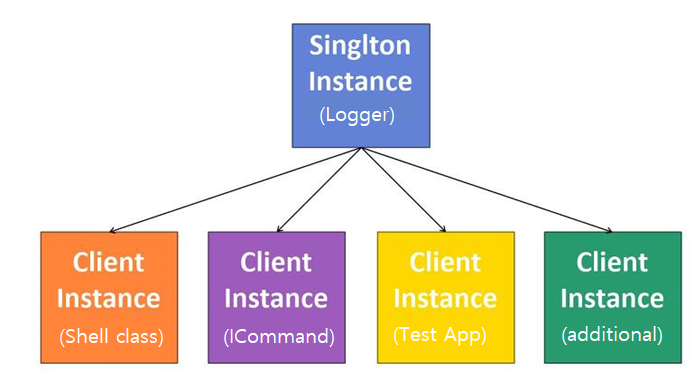 Singlton
Instance
(Logger)
Client
Instance
(Shell class)
Client
Instance
(ICommand)
Client
Instance
(Test App)
Client
Instance
(additional)